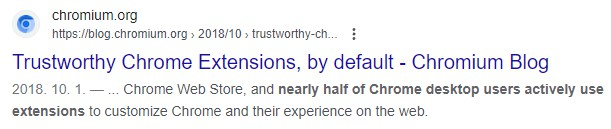 chromium.org
https://blog.chromium.org › 2018/10 › trustworthy-ch...
Trustworthy Chrome Extensions, by default - Chromium Blog
2018. 10. 1. — ... Chrome Web Store, and nearly half of Chrome desktop users actively use
extensions to customize Chrome and their experience on the web.